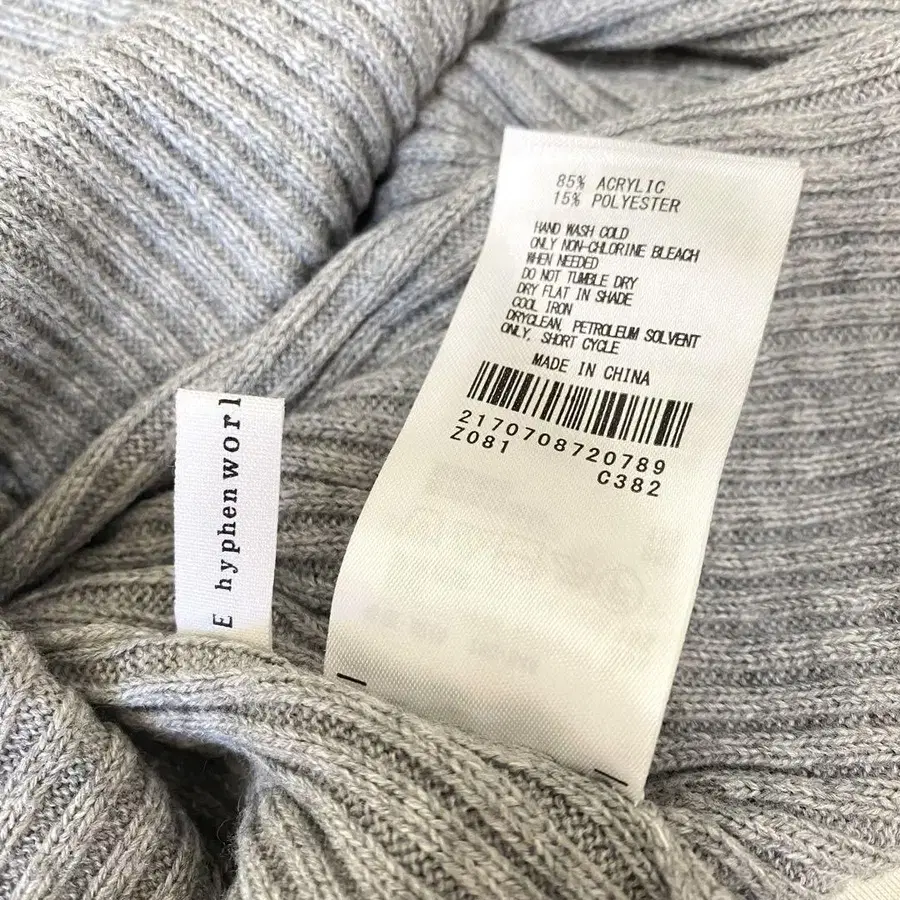 85% ACRYLIC
15% POLYESTER
HAND WASH COLD
ONLY NON-CHLORINE BLEACH
WHEN NEEDED
DO NOT TUMBLE DRY
DRY FLAT IN SHADE
COOL IRON
DRYCLEAN, PETROLEUM SOLVENT
ONLY, SHORT CYCLE
MADE IN CHINA
2170708720789
Z081
C382
E hyphenworl